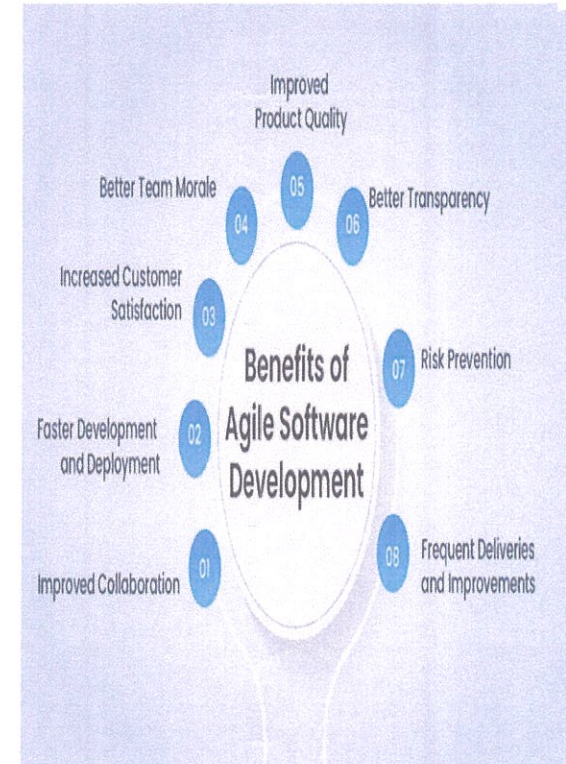 Improved
Product Quality
05
Better Team Morale
04
06
Better Transparency
Increased Customer
Satisfaction
03
Benefits of
Agile Software
Development
07
Risk Prevention
Faster Development
and Deployment
02
01
Improved Collaboration
08
Frequent Deliveries
and Improvements